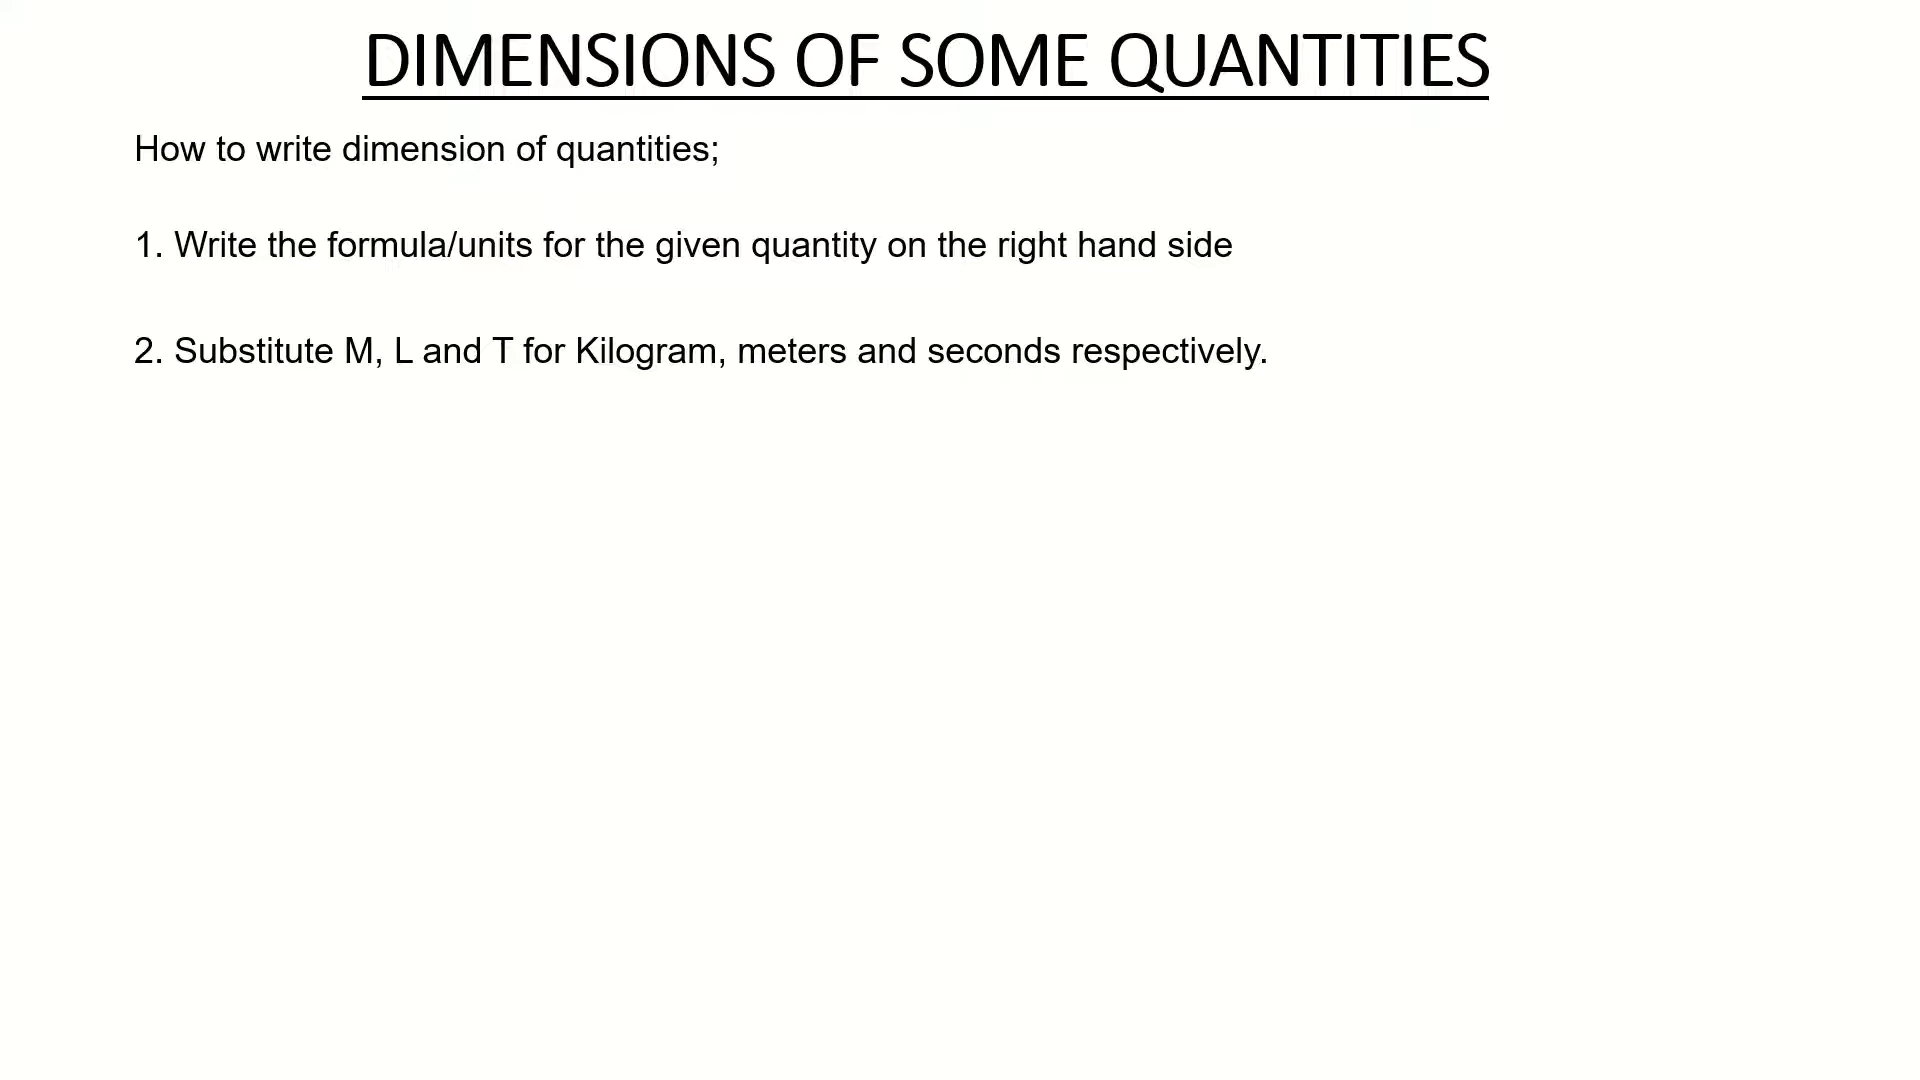 DIMENSIONS OF SOME QUANTITIES
How to write dimension of quantities;
1. Write the formula/units for the given quantity on the right hand side
2. Substitute M, L and T for Kilogram, meters and seconds respectively.